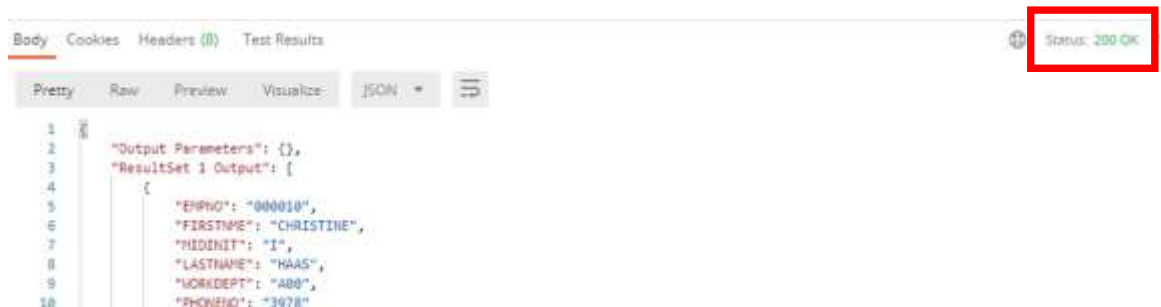 Body Cookies Headers (8) Test Results Status: 200 OK
Pretty Raw Preview Visualize JSON
1 {
2 "Output Parameters": {},
3 "ResultSet 1 Output": [
4 {
5 "EMPNO": "000010",
6 "FIRSTNME": "CHRISTINE",
7 "MIDINIT": "I",
8 "LASTNAME": "HAAS",
9 "WORKDEPT": "A00",
10 "PHONENO": "3978"